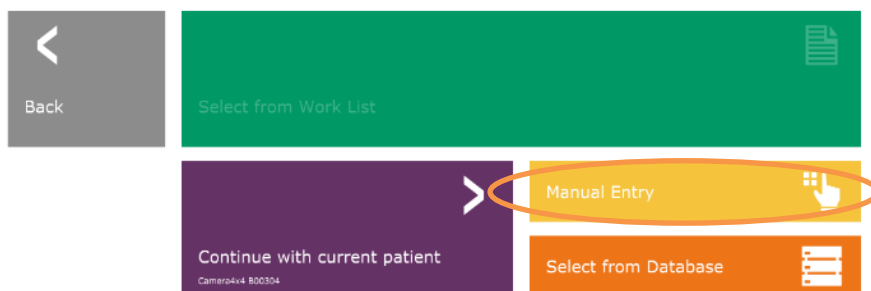 Back
Select from Work List
Manual Entry
Continue with current patient
Camera4x4 B00304
Select from Database